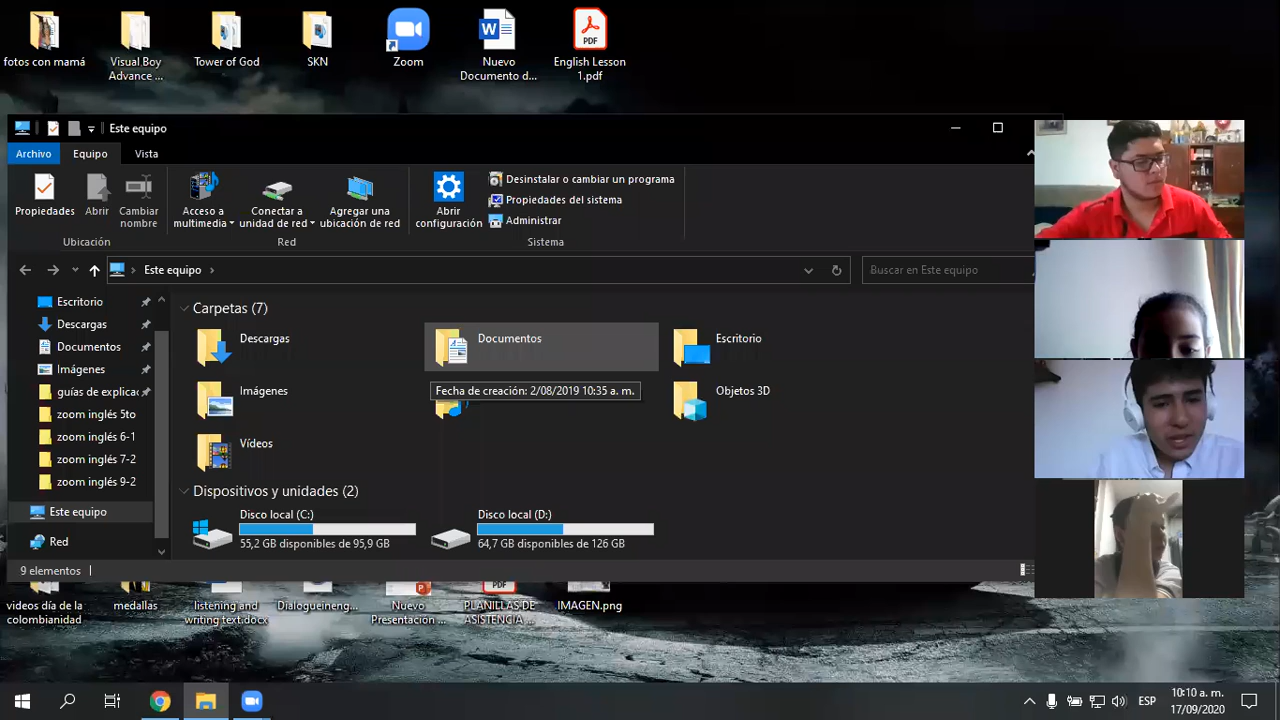 fotos con mamá
Visual Boy
Advance ...
Tower of God
SKN
Zoom
Nuevo
Documento d...
PDF
English Lesson
1.pdf
Este equipo
Archivo
Equipo
Vista
Propiedades
Abrir
Cambiar
nombre
Ubicación
Acceso a
multimedia
Conectar a
unidad de red
Agregar una
ubicación de red
Red
Abrir
configuración
Desinstalar o cambiar un programa
Propiedades del sistema
Administrar
Sistema
Este equipo
Buscar en Este equipo
Escritorio
Descargas
Documentos
Imágenes
guías de explicac
zoom inglés 5to
zoom inglés 6-1
zoom inglés 7-2
zoom inglés 9-2
Este equipo
Red
Carpetas (7)
Descargas
Documentos
Escritorio
Imágenes
Fecha de creación: 2/08/2019 10:35 a. m.
Objetos 3D
Vídeos
Dispositivos y unidades (2)
Disco local (C:)
55,2 GB disponibles de 95,9 GB
Disco local (D:)
64,7 GB disponibles de 126 GB
9 elementos
videos día de la
colombianidad
medallas
listening and
writing text.docx
Dialogueineng...
Nuevo
Presentación ...
PDF
PLANILLAS DE
ASISTENCIA ...
IMAGEN.png
ESP
10:10 a. m.
17/09/2020